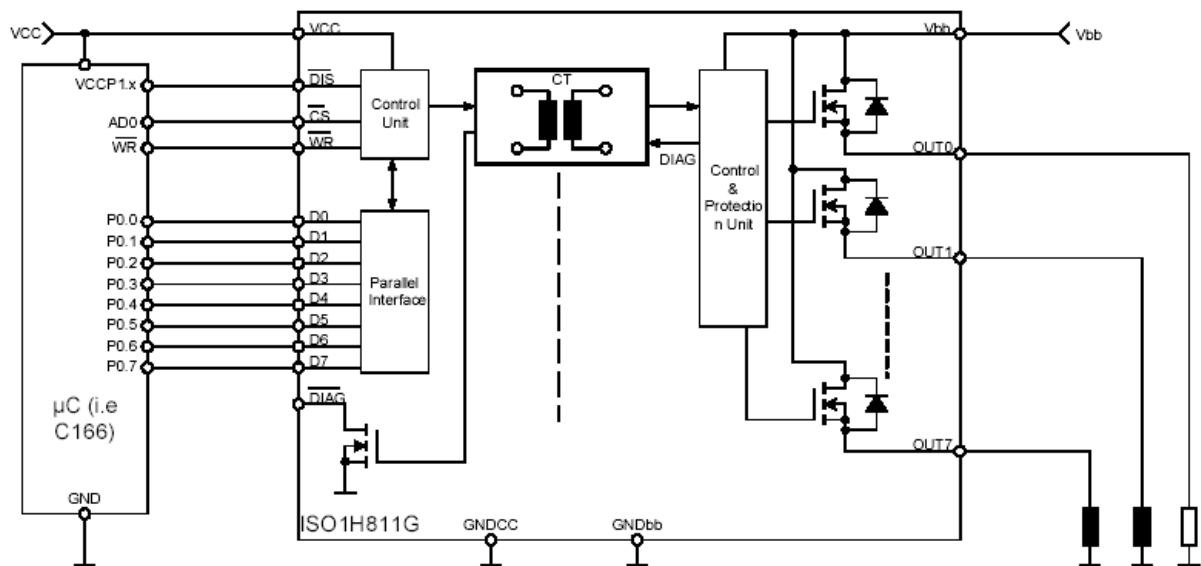 VCC
VCC
Vbb
Vbb
VCCP1.x
DIS
AD0
CS
WR
WR
Control
Unit
CT
DIAG
OUT0
Control
&
Protectio
n Unit
OUT1
P0.0
D0
P0.1
D1
P0.2
D2
P0.3
D3
P0.4
D4
P0.5
D5
P0.6
D6
P0.7
D7
Parallel
Interface
DIAG
µC (i.e
C166)
OUT7
GND
ISO1H811G
GNDCC
GNDbb